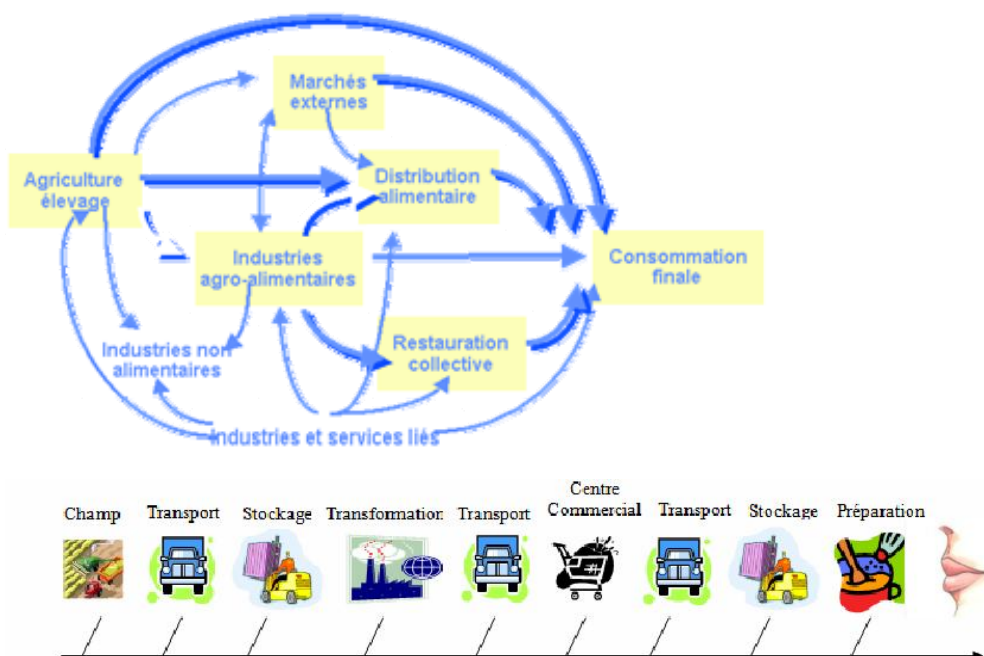 Marchés
externes
Agriculture
élevage
Distribution
alimentaire
Industries
agro-alimentaires
Consommation
finale
Industries non
alimentaires
Restauration
collective
Industries et services liés
Champ
Transport
Stockage
Transformation
Transport
Centre
Commercial
Transport
Stockage
Préparation